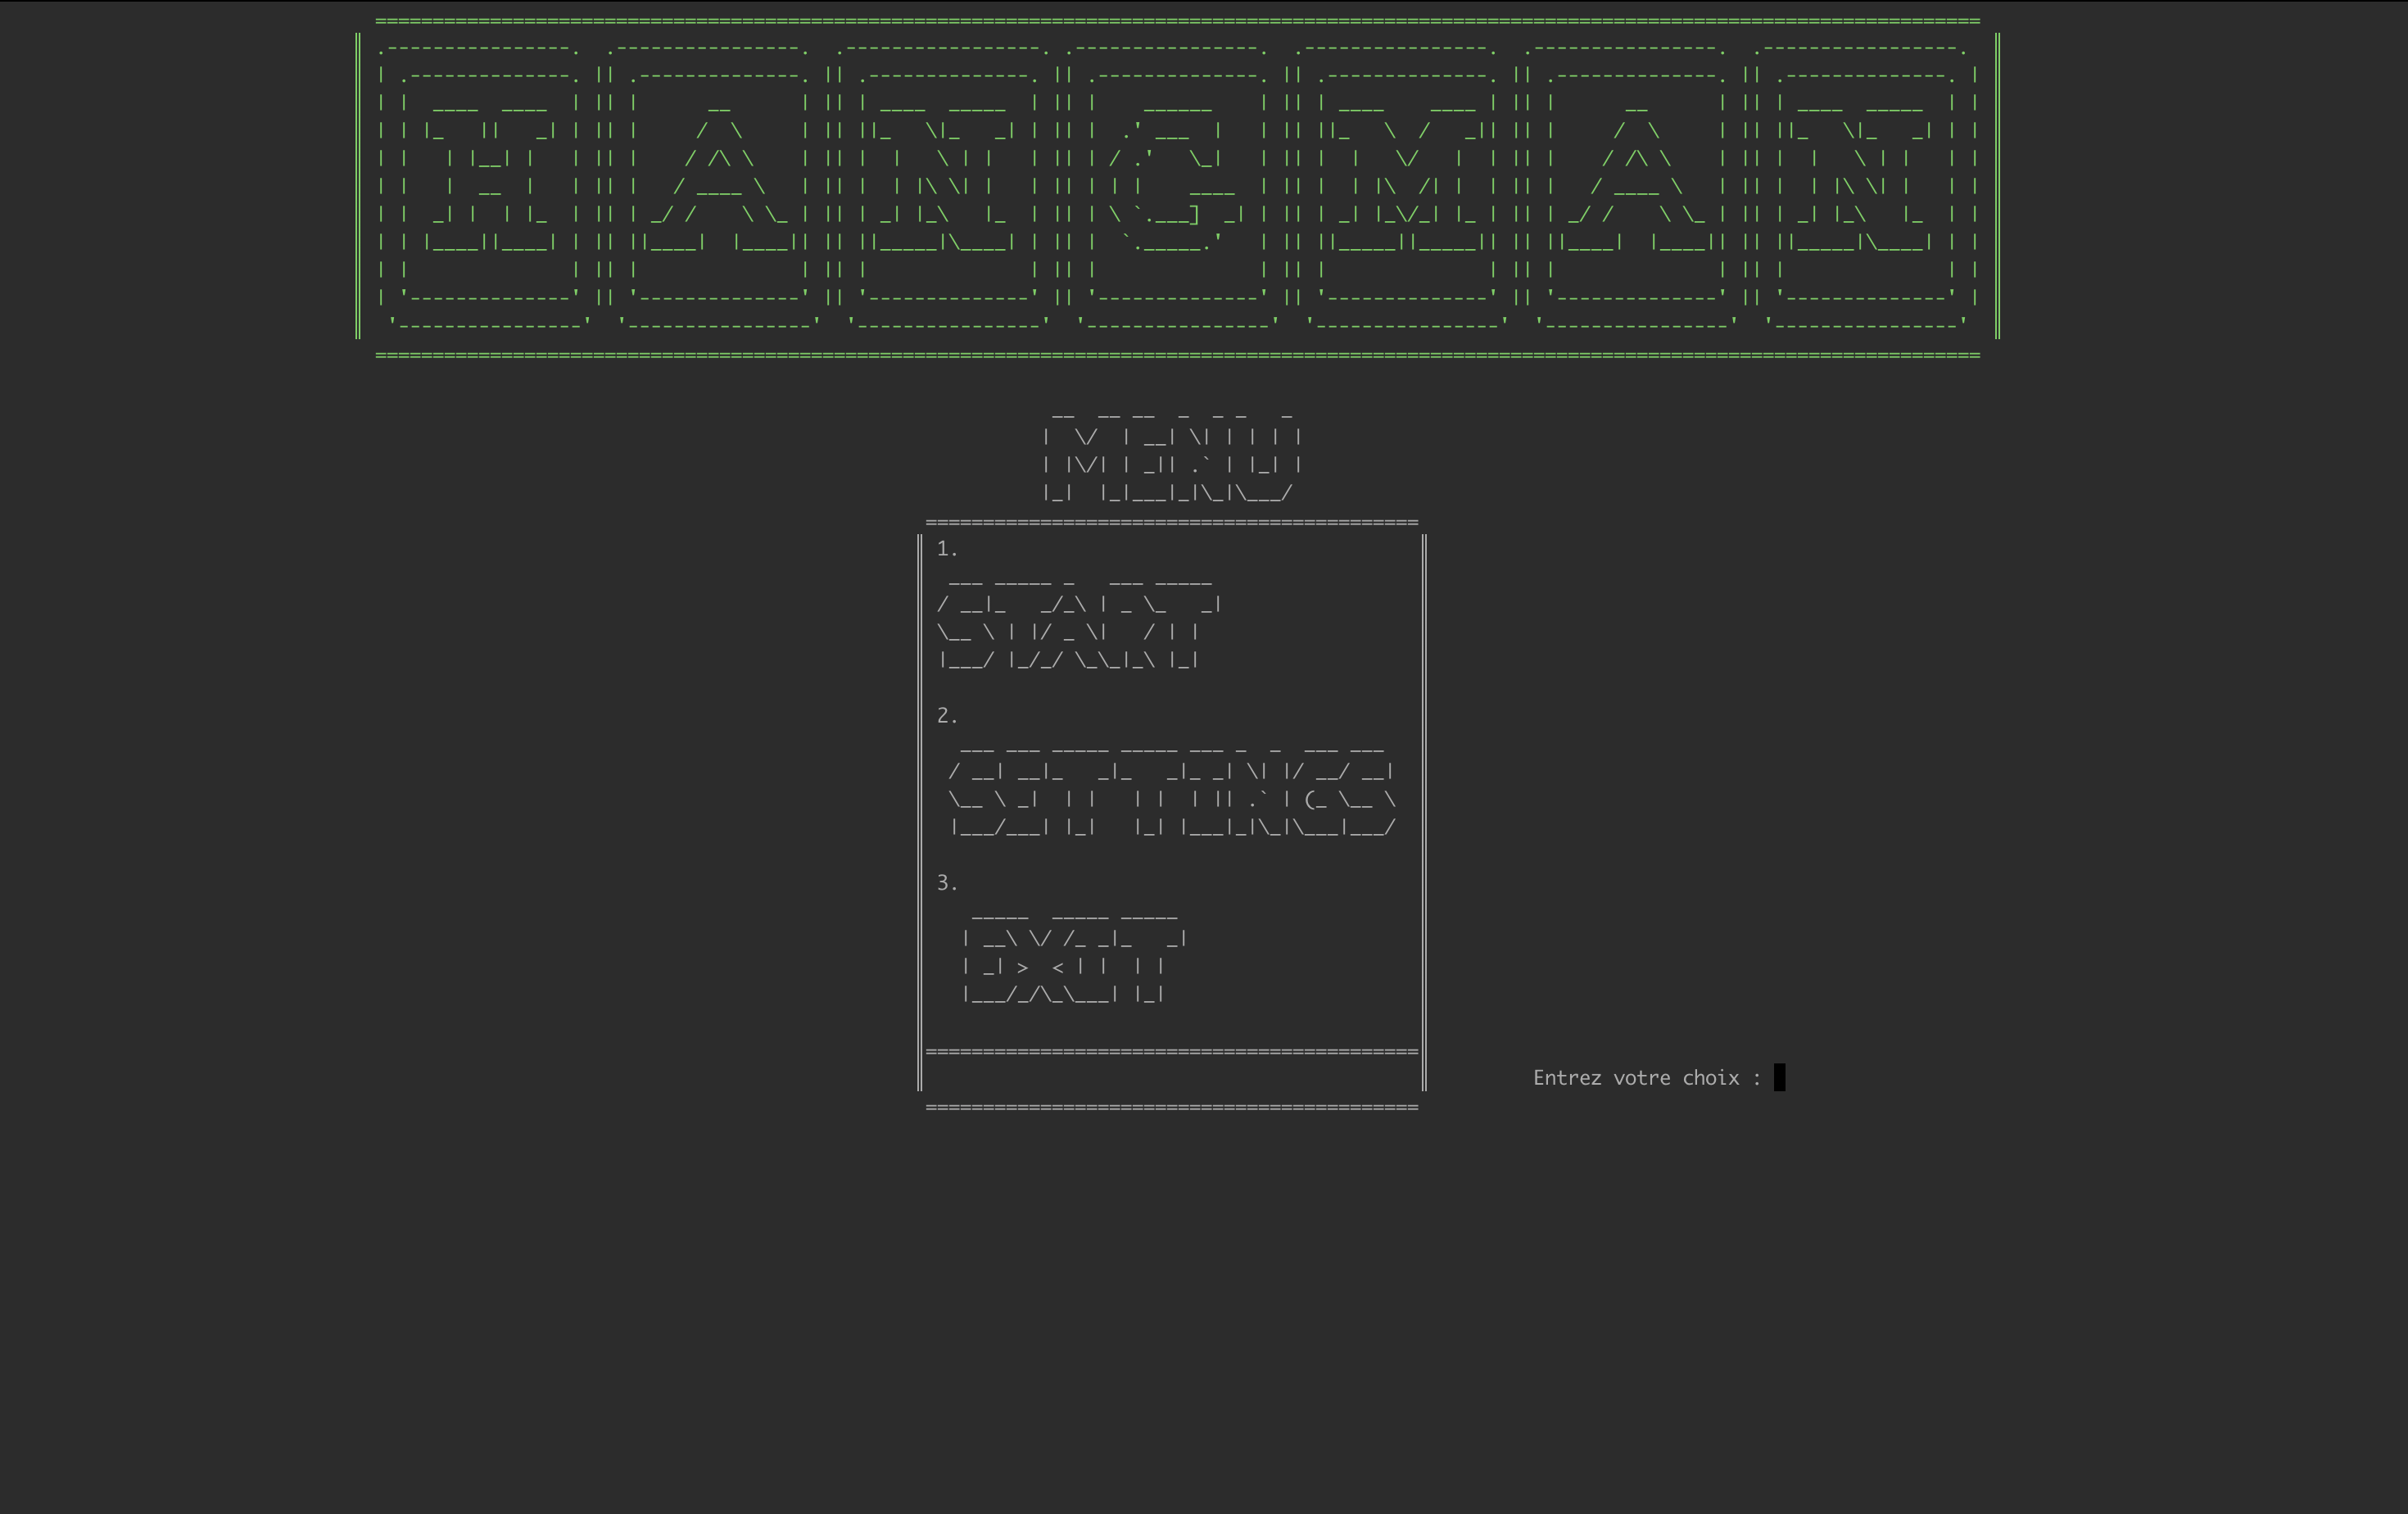 HANGMAN
MENU
1.
START
2.
SETTINGS
3.
EXIT
Entrez votre choix :